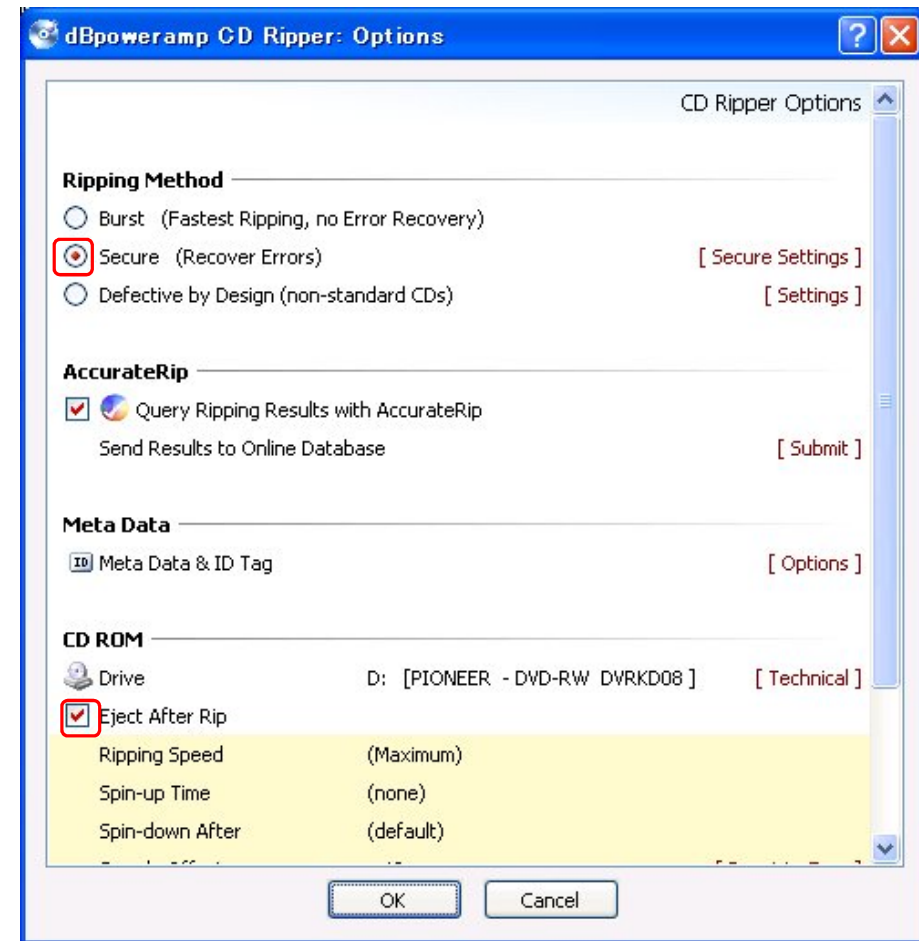 dBpoweramp CD Ripper: Options
CD Ripper Options
Ripping Method
Burst (Fastest Ripping, no Error Recovery)
Secure (Recover Errors) [ Secure Settings ]
Defective by Design (non-standard CDs) [ Settings ]
AccurateRip
Query Ripping Results with AccurateRip
Send Results to Online Database [ Submit ]
Meta Data
ID Meta Data & ID Tag [ Options ]
CD ROM
Drive D: [PIONEER - DVD-RW DVRKD08 ] [ Technical ]
Eject After Rip
Ripping Speed (Maximum)
Spin-up Time (none)
Spin-down After (default)
OK Cancel